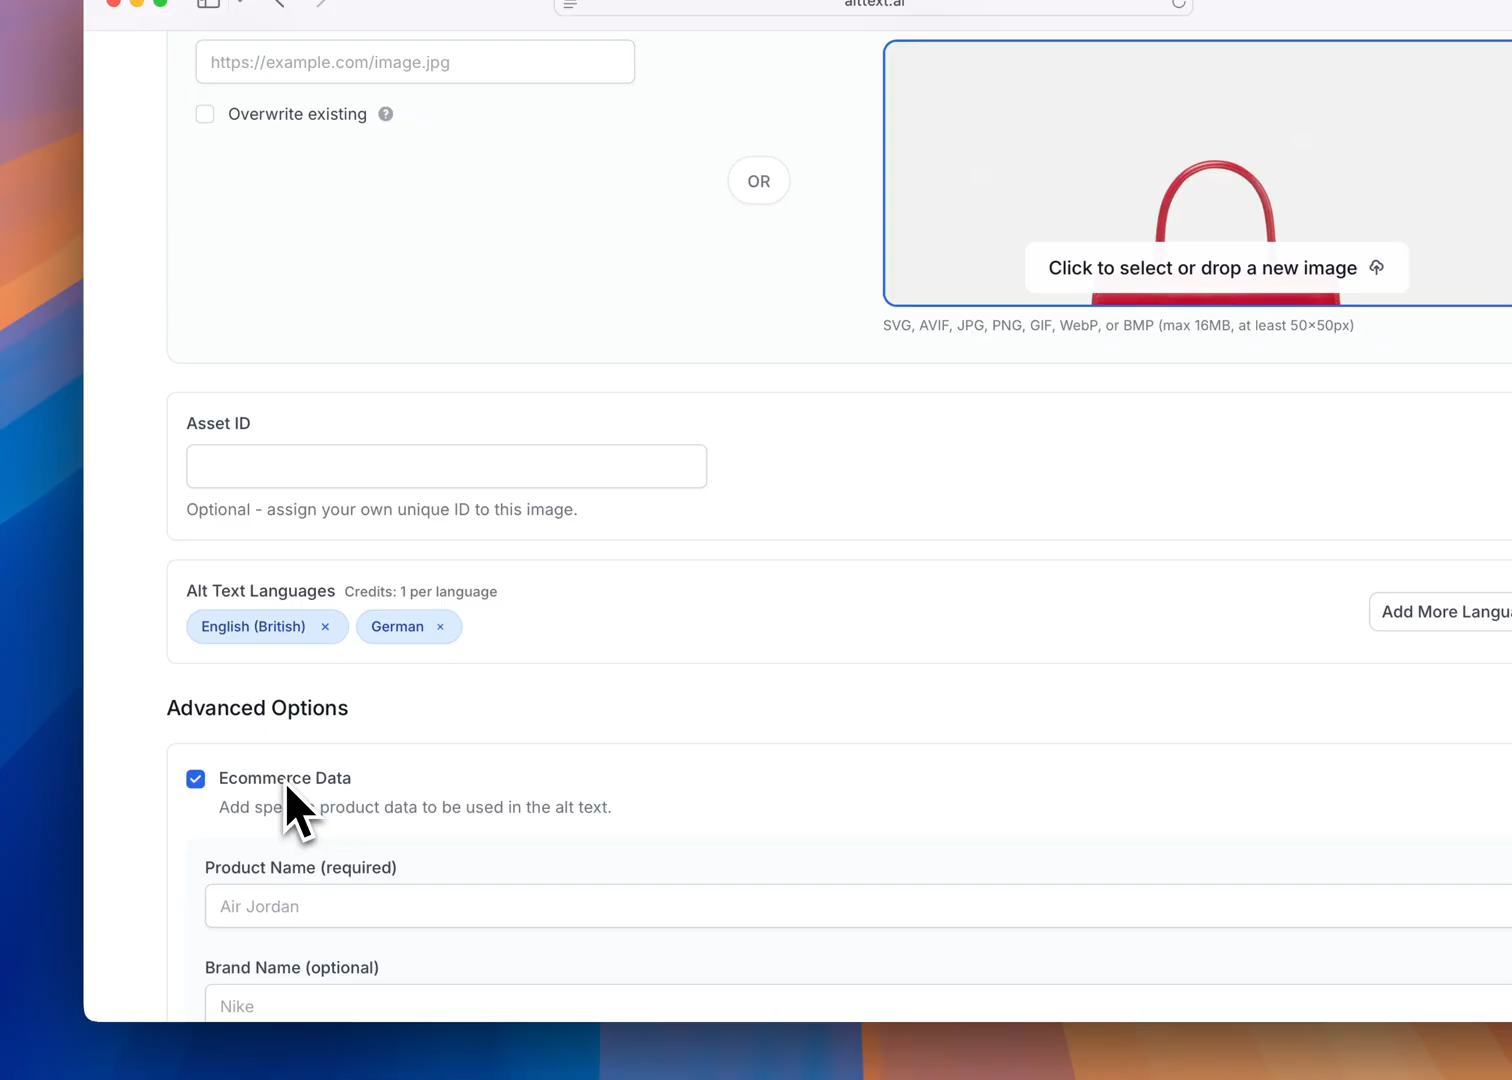 alttext.ai
https://example.com/image.jpg
Overwrite existing ?
OR
Click to select or drop a new image
SVG, AVIF, JPG, PNG, GIF, WebP, or BMP (max 16MB, at least 50×50px)
Asset ID
Optional - assign your own unique ID to this image.
Alt Text Languages Credits: 1 per language
English (British) × German ×
Add More
Advanced Options
Ecommerce Data
Add product data to be used in the alt text.
Product Name (required)
Air Jordan
Brand Name (optional)
Nike